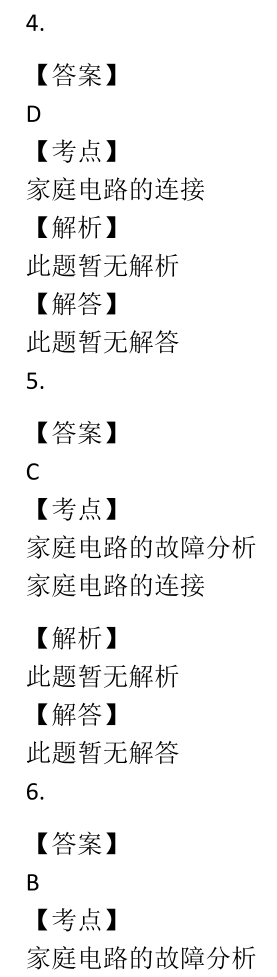 4.
【答案】
D
【考点】
家庭电路的连接
【解析】
此题暂无解析
【解答】
此题暂无解答
5.
【答案】
C
【考点】
家庭电路的故障分析
家庭电路的连接
【解析】
此题暂无解析
【解答】
此题暂无解答
6.
【答案】
B
【考点】
家庭电路的故障分析